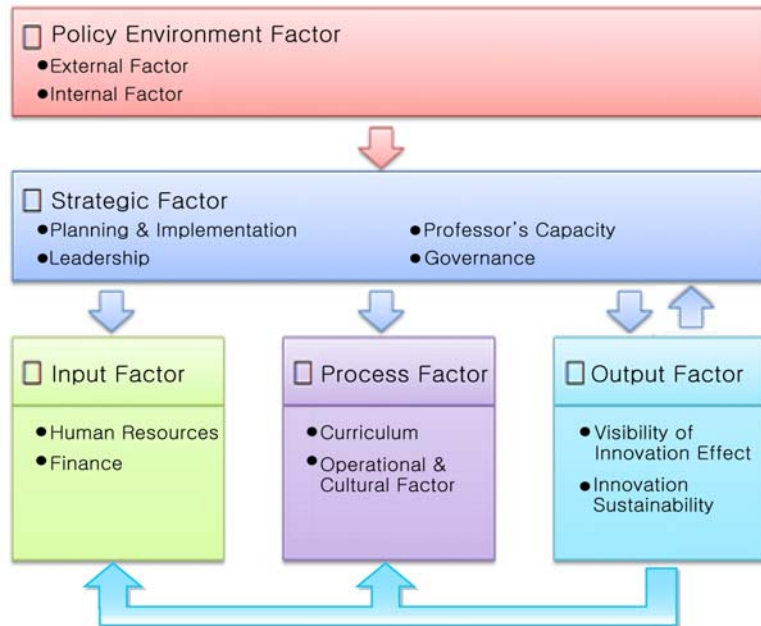 Policy Environment Factor
●External Factor
●Internal Factor
Strategic Factor
●Planning & Implementation
●Leadership
●Professor's Capacity
●Governance
Input Factor
●Human Resources
●Finance
Process Factor
●Curriculum
●Operational &
Cultural Factor
Output Factor
●Visibility of
Innovation Effect
●Innovation
Sustainability